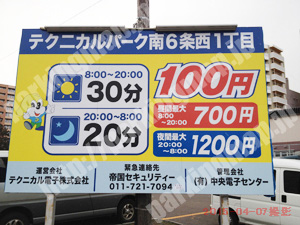 テクニカルパーク南6条西1丁目
8:00～20:00
30分
20:00～8:00
20分
100円
昼間最大
8:00
～20:00
700円
夜間最大
20:00
～8:00
1200円
運営会社
テクニカル電子株式会社
緊急連絡先
帝国セキュリティー
011-721-7094
管理会社
(有)中央電子センター